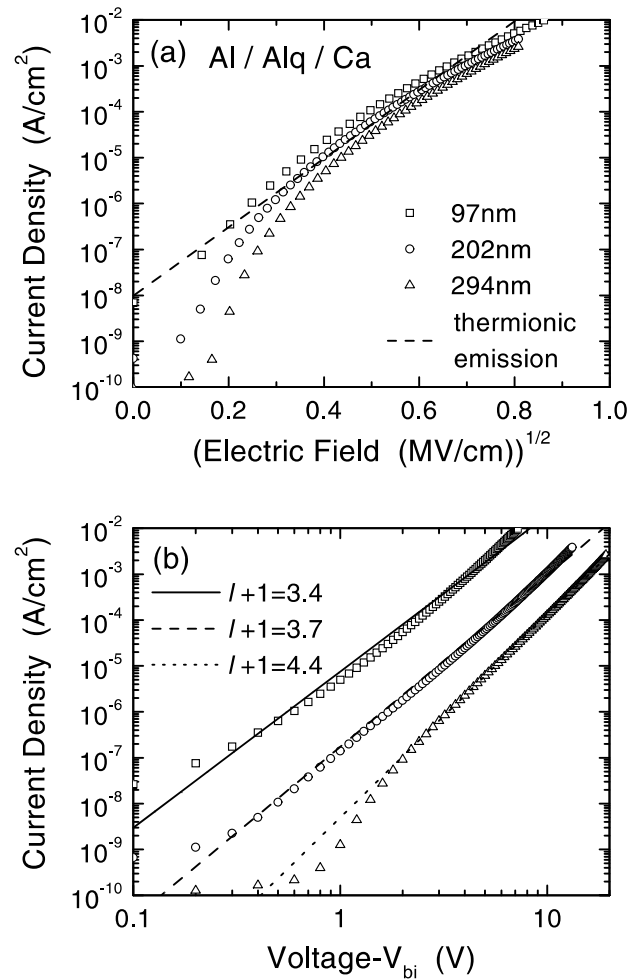 (a) Al / Alq / Ca
10^-2
10^-3
10^-4
10^-5
10^-6
10^-7
10^-8
10^-9
10^-10
Current Density (A/cm^2)
97nm
202nm
294nm
thermionic
emission
0.0 0.2 0.4 0.6 0.8 1.0
(Electric Field (MV/cm))^1/2
(b)
l+1=3.4
l+1=3.7
l+1=4.4
10^-2
10^-3
10^-4
10^-5
10^-6
10^-7
10^-8
10^-9
10^-10
Current Density (A/cm^2)
0.1 1 10
Voltage-V_bi (V)